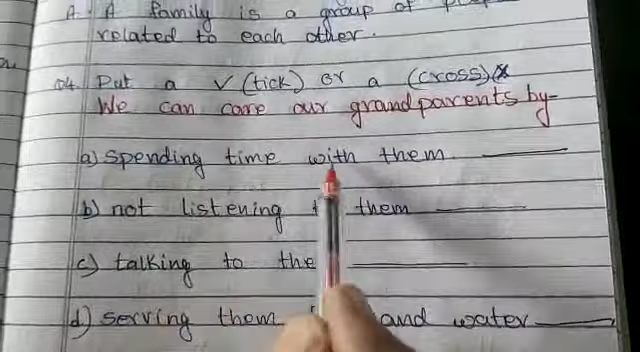 A. A family is a group of
related to each other.
Q4. Put a √ (tick) or a (cross) x
We can care our grandparents by-
a) spending time with them.
b) not listening them
c) talking to the
d) serving them and water